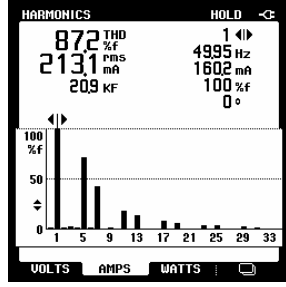 HARMONICS HOLD
87,2 THD %f
213,1 rms mA
20,9 KF
1
49,95 Hz
160,2 mA
100 %f
0 °
100
%f
50
0
1 5 9 13 17 21 25 29 33
VOLTS AMPS WATTS